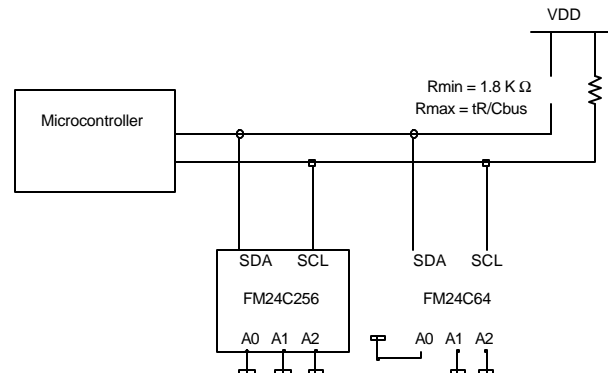 VDD
Rmin = 1.8 K Ω
Rmax = tR/Cbus
Microcontroller
SDA SCL
FM24C256
A0 A1 A2
SDA SCL
FM24C64
A0 A1 A2